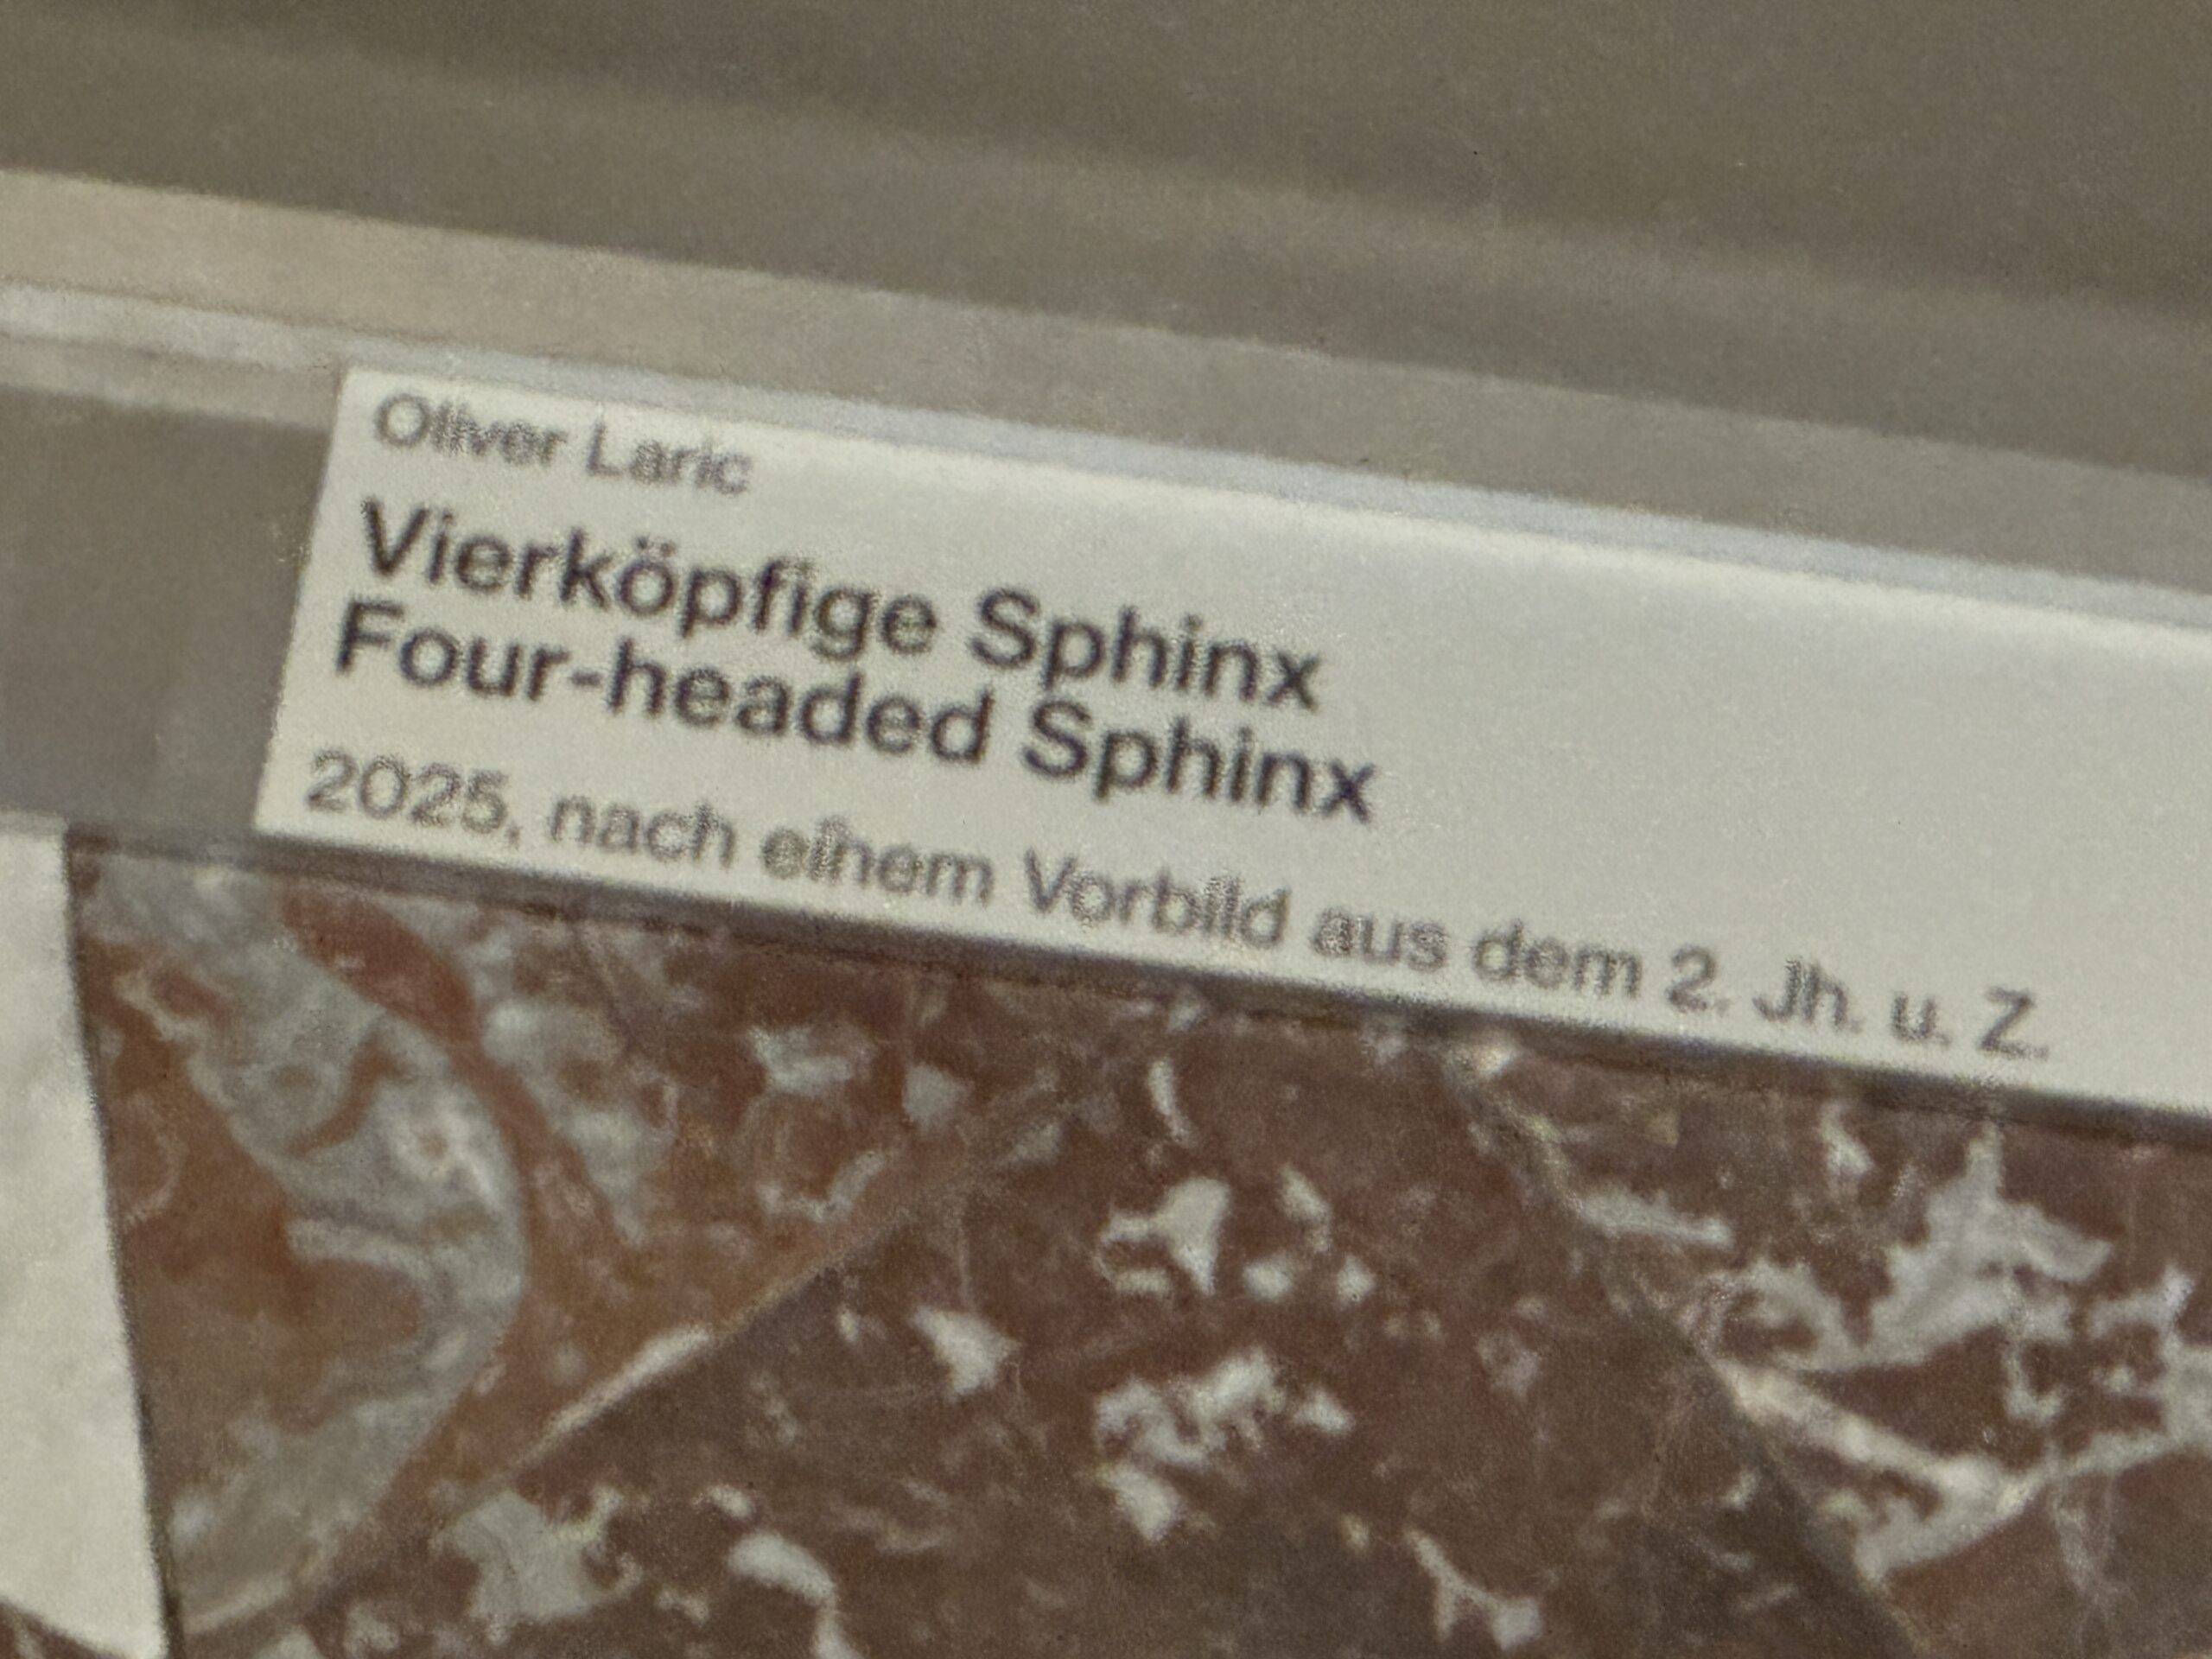 Oliver Laric
Vierköpfige Sphinx
Four-headed Sphinx
2025, nach einem Vorbild aus dem 2. Jh. u. Z.